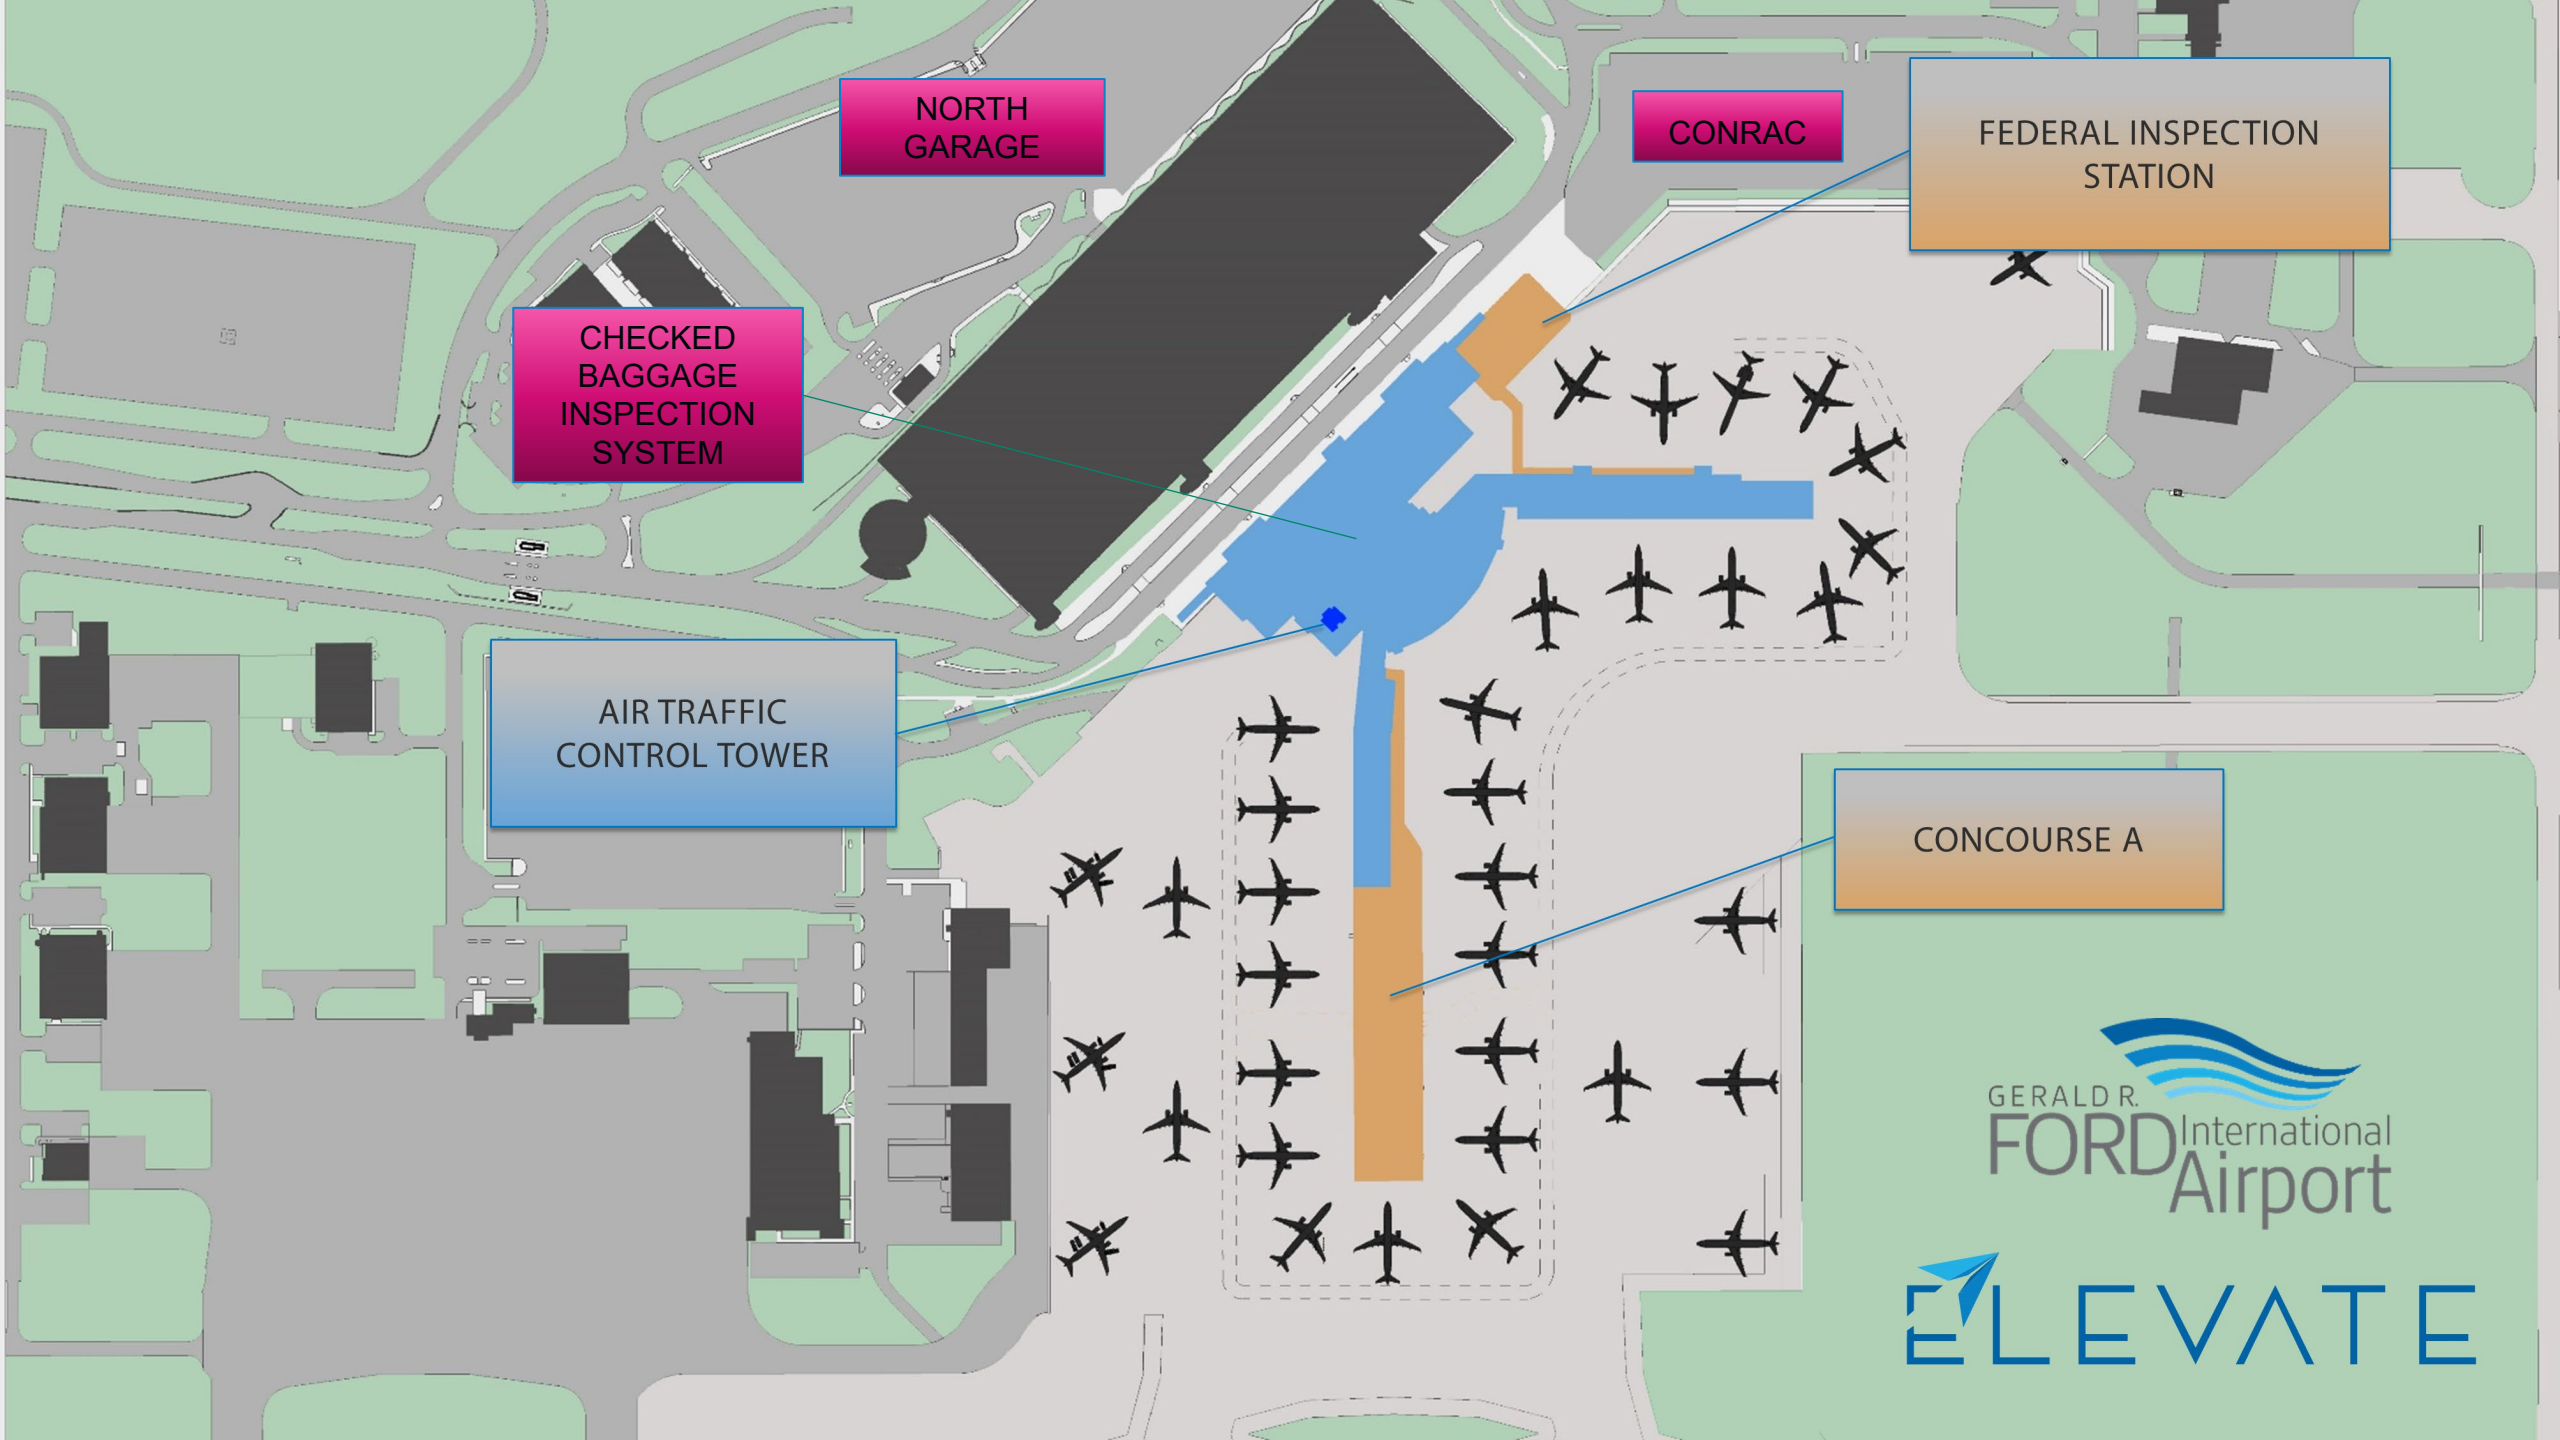 NORTH
GARAGE
CONRAC
FEDERAL INSPECTION
STATION
CHECKED
BAGGAGE
INSPECTION
SYSTEM
AIR TRAFFIC
CONTROL TOWER
CONCOURSE A
GERALD R.
FORD International
Airport
ELEVATE